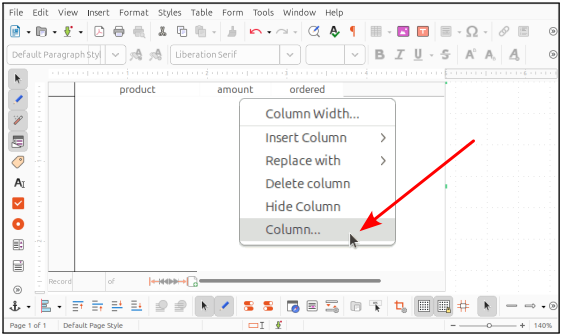 File Edit View Insert Format Styles Table Form Tools Window Help
Default Paragraph Styl Liberation Serif
product amount ordered
Column Width...
Insert Column
Replace with
Delete column
Hide Column
Column...
Record of
Page 1 of 1 Default Page Style 140%